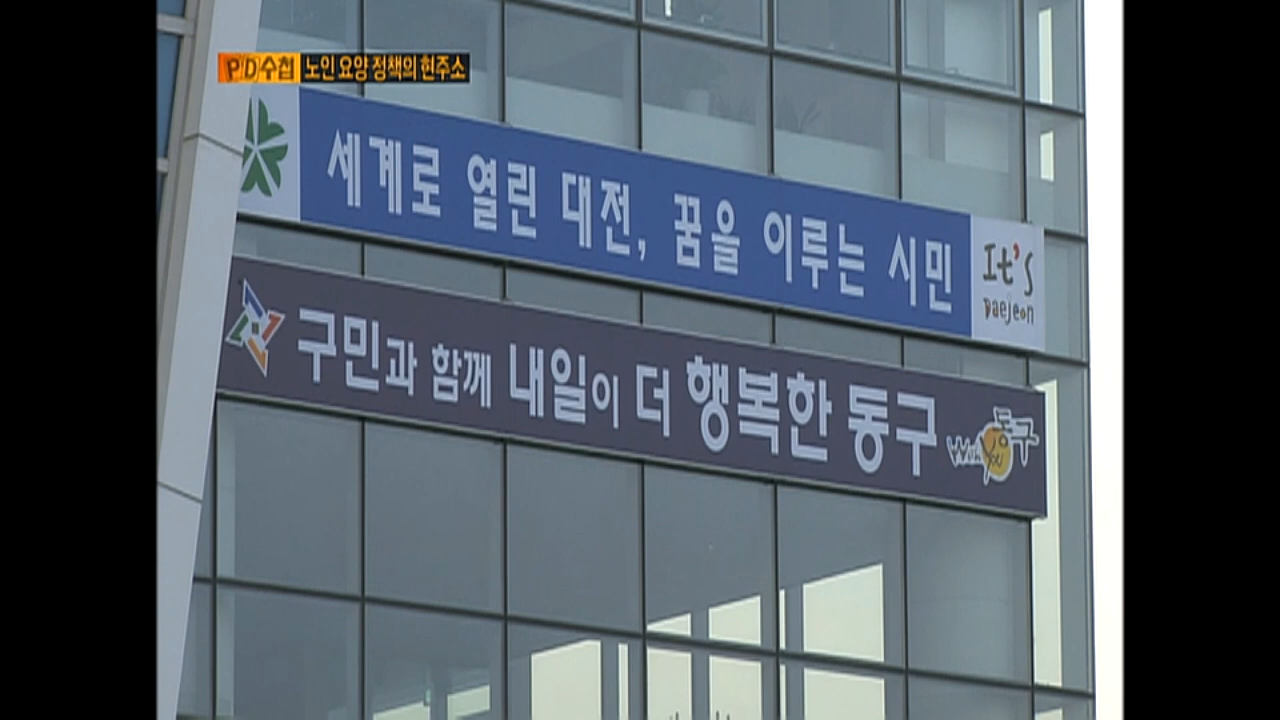 PD수첩 노인 요양 정책의 현주소
세계로 열린 대전, 꿈을 이루는 시민
It's
Daejeon
구민과 함께 내일이 더 행복한 동구
With You 동구